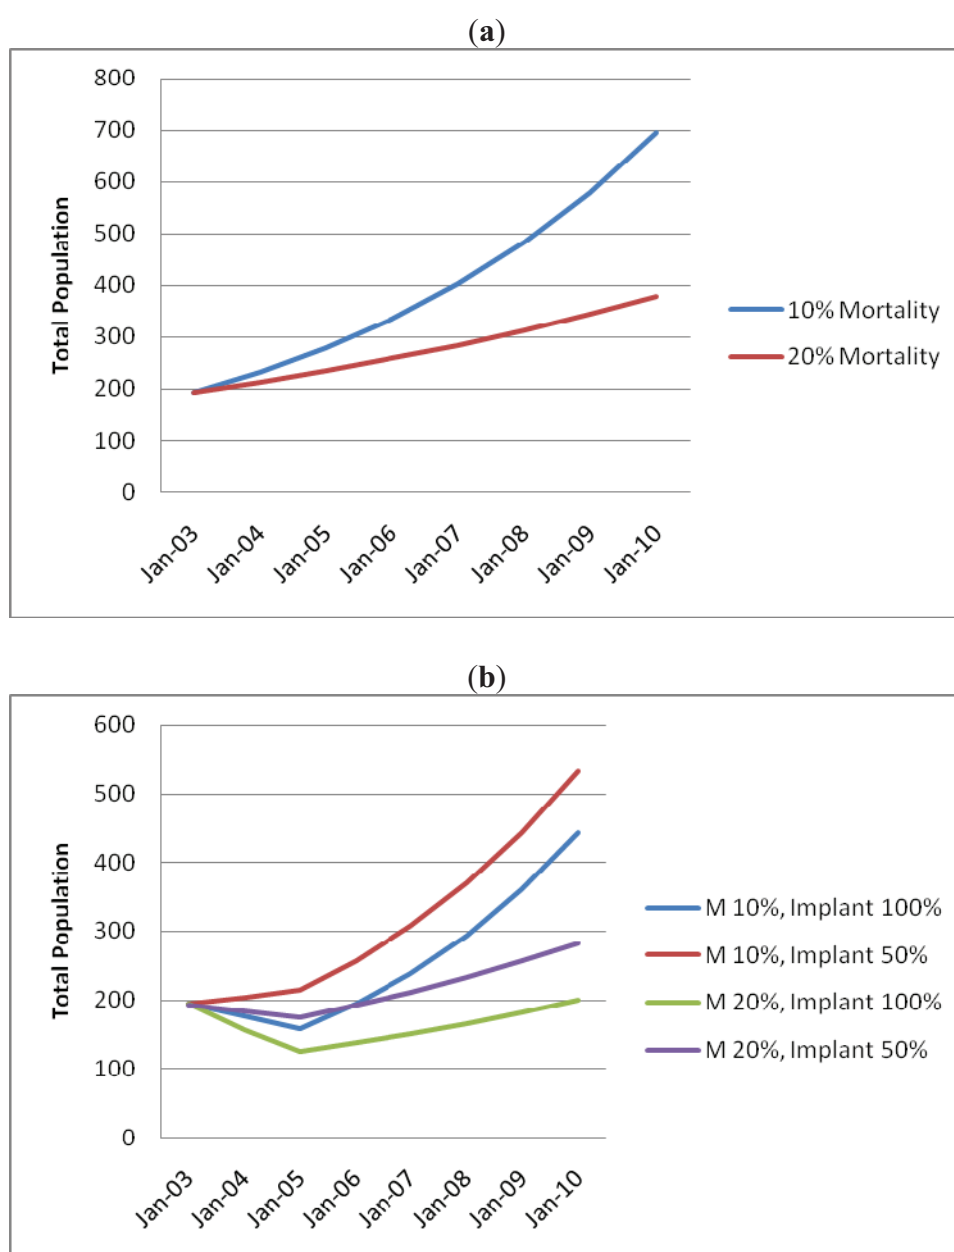 (a)
Total Population
800
700
600
500
400
300
200
100
0
Jan-03
Jan-04
Jan-05
Jan-06
Jan-07
Jan-08
Jan-09
Jan-10
10% Mortality
20% Mortality
(b)
Total Population
600
500
400
300
200
100
0
Jan-03
Jan-04
Jan-05
Jan-06
Jan-07
Jan-08
Jan-09
Jan-10
M 10%, Implant 100%
M 10%, Implant 50%
M 20%, Implant 100%
M 20%, Implant 50%